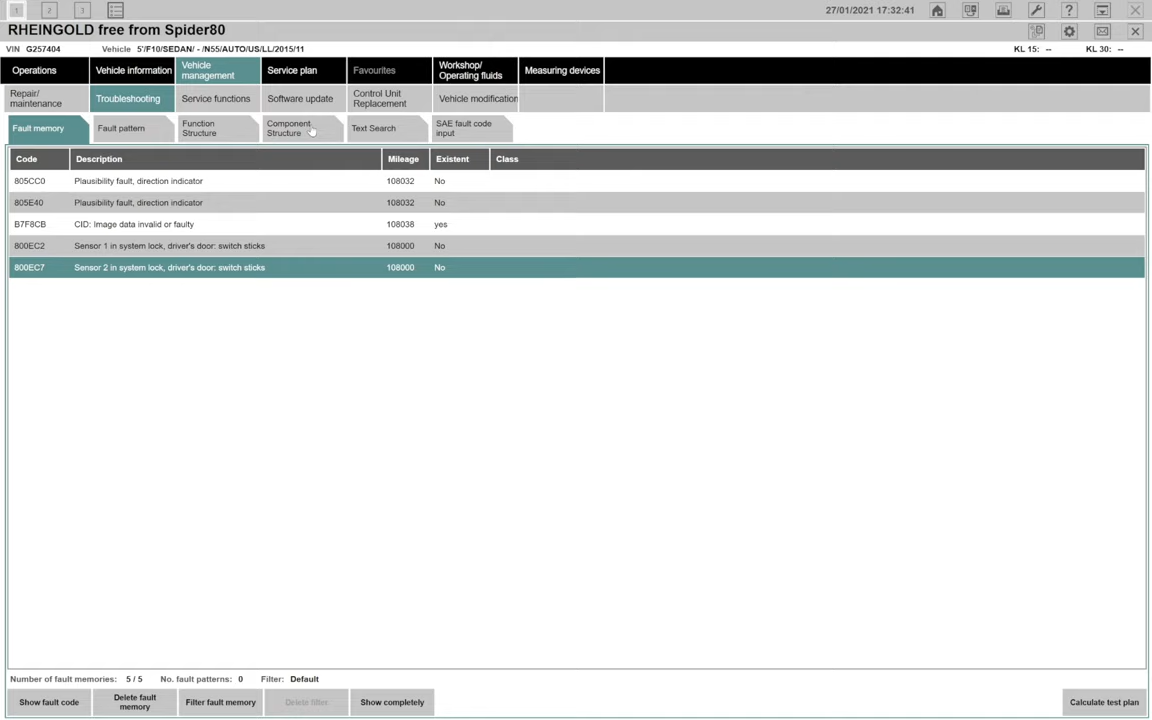 1 2 3 27/01/2021 17:32:41 ?
RHEINGOLD free from Spider80
VIN G257404 Vehicle 5'/F10/SEDAN/ - /N55/AUTO/US/LL/2015/11 KL 15: -- KL 30: --
Operations Vehicle information Vehicle management Service plan Favourites Workshop/ Operating fluids Measuring devices
Repair/ maintenance Troubleshooting Service functions Software update Control Unit Replacement Vehicle modification
Fault memory Fault pattern Function Structure Component Structure Text Search SAE fault code input
Code Description Mileage Existent Class
805CC0 Plausibility fault, direction indicator 108032 No
805E40 Plausibility fault, direction indicator 108032 No
B7F8CB CID: Image data invalid or faulty 108038 yes
800EC2 Sensor 1 in system lock, driver's door: switch sticks 108000 No
800EC7 Sensor 2 in system lock, driver's door: switch sticks 108000 No
Number of fault memories: 5 / 5 No. fault patterns: 0 Filter: Default
Show fault code Delete fault memory Filter fault memory Delete filter Show completely Calculate test plan